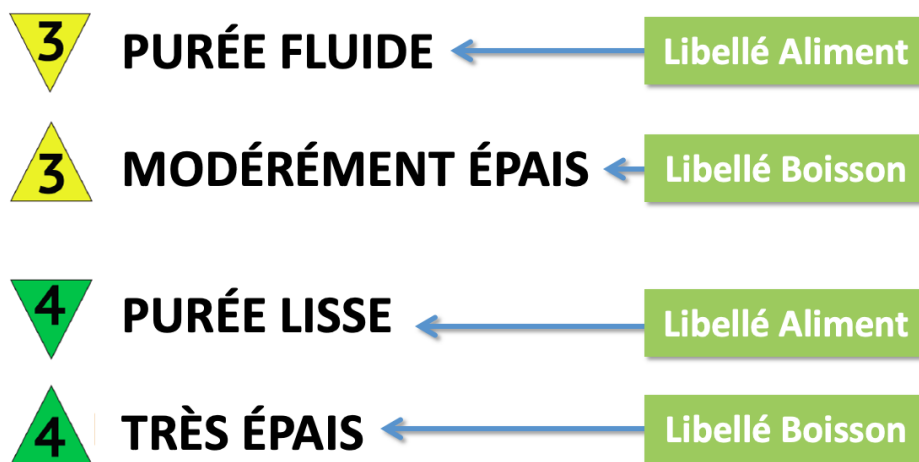 3 PURÉE FLUIDE Libellé Aliment
3 MODÉRÉMENT ÉPAIS Libellé Boisson
4 PURÉE LISSE Libellé Aliment
4 TRÈS ÉPAIS Libellé Boisson